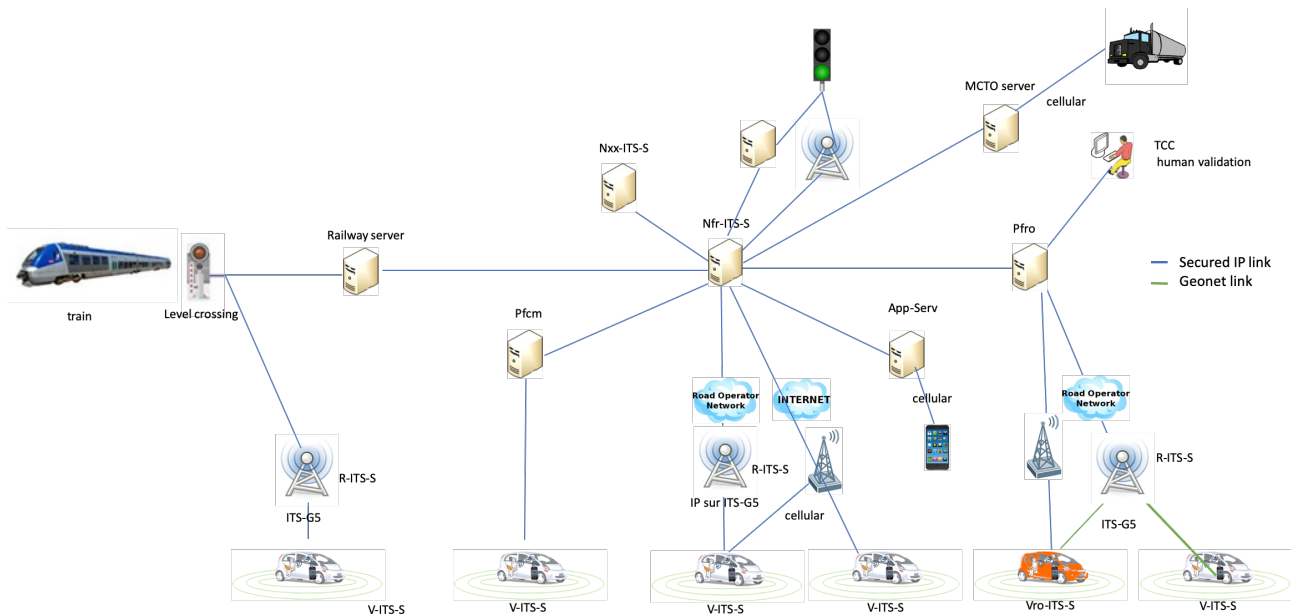 MCTO server
cellular
Nxx-ITS-S
TCC
human validation
Nfr-ITS-S
Railway server
Pfro
Secured IP link
Geonet link
train
Level crossing
Pfcm
App-Serv
Road Operator
Network
INTERNET
cellular
Road Operator
Network
R-ITS-S
R-ITS-S
R-ITS-S
IP sur ITS-G5
ITS-G5
cellular
ITS-G5
V-ITS-S
V-ITS-S
V-ITS-S
V-ITS-S
Vro-ITS-S
V-ITS-S